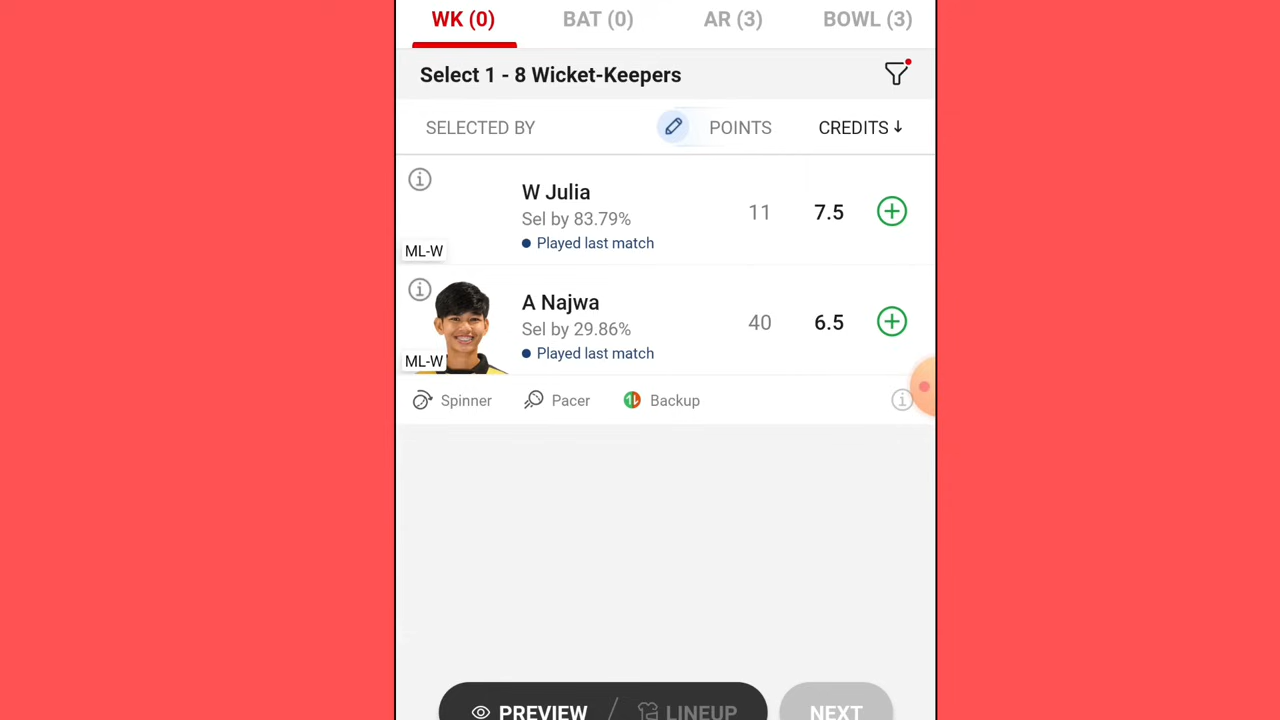 WK (0) BAT (0) AR (3) BOWL (3)
Select 1 - 8 Wicket-Keepers
SELECTED BY POINTS CREDITS ↓
W Julia
Sel by 83.79% 11 7.5
Played last match
ML-W
A Najwa
Sel by 29.86% 40 6.5
Played last match
ML-W
Spinner Pacer Backup
PREVIEW / LINEUP NEXT